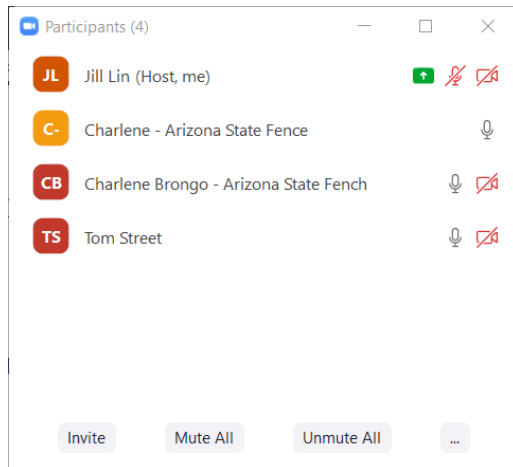 Participants (4)
JL Jill Lin (Host, me)
C- Charlene - Arizona State Fence
CB Charlene Brongo - Arizona State Fench
TS Tom Street
Invite Mute All Unmute All ...